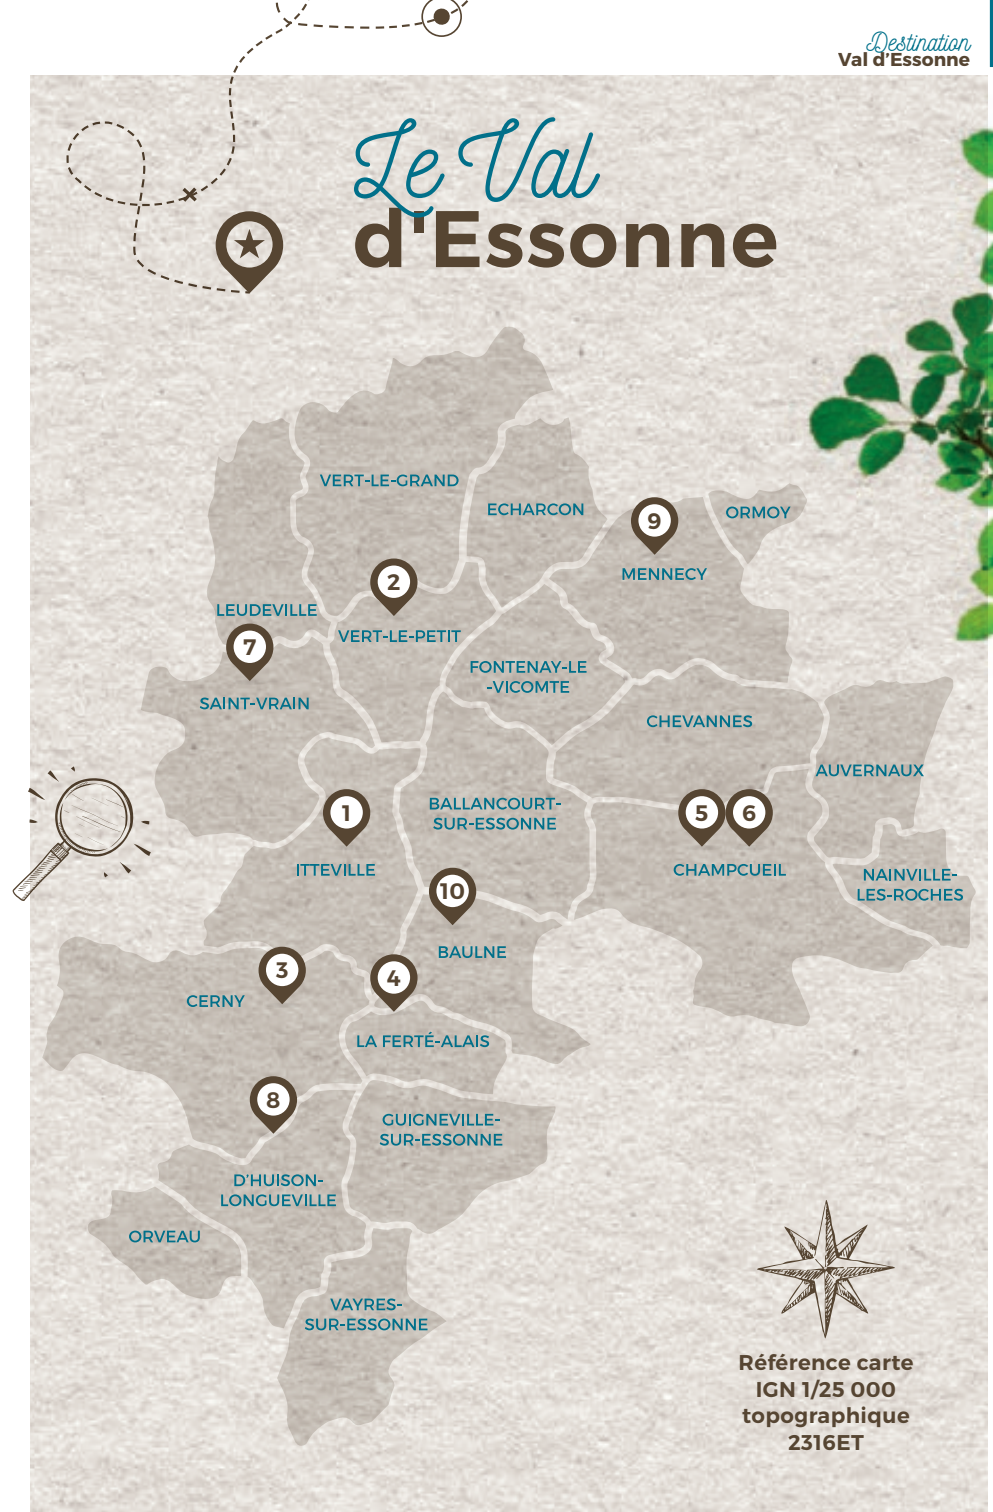 Destination
Val d'Essonne
Le Val
d'Essonne
VERT-LE-GRAND
ECHARCON
ORMOY
9
MENNECY
2
VERT-LE-PETIT
LEUDEVILLE
7
SAINT-VRAIN
FONTENAY-LE
-VICOMTE
CHEVANNES
AUVERNAUX
1
ITTEVILLE
BALLANCOURT-
SUR-ESSONNE
5
6
CHAMPCUEIL
NAINVILLE-
LES-ROCHES
10
BAULNE
3
CERNY
4
LA FERTÉ-ALAIS
8
GUIGNEVILLE-
SUR-ESSONNE
D'HUISON-
LONGUEVILLE
ORVEAU
VAYRES-
SUR-ESSONNE
Référence carte
IGN 1/25 000
topographique
2316ET